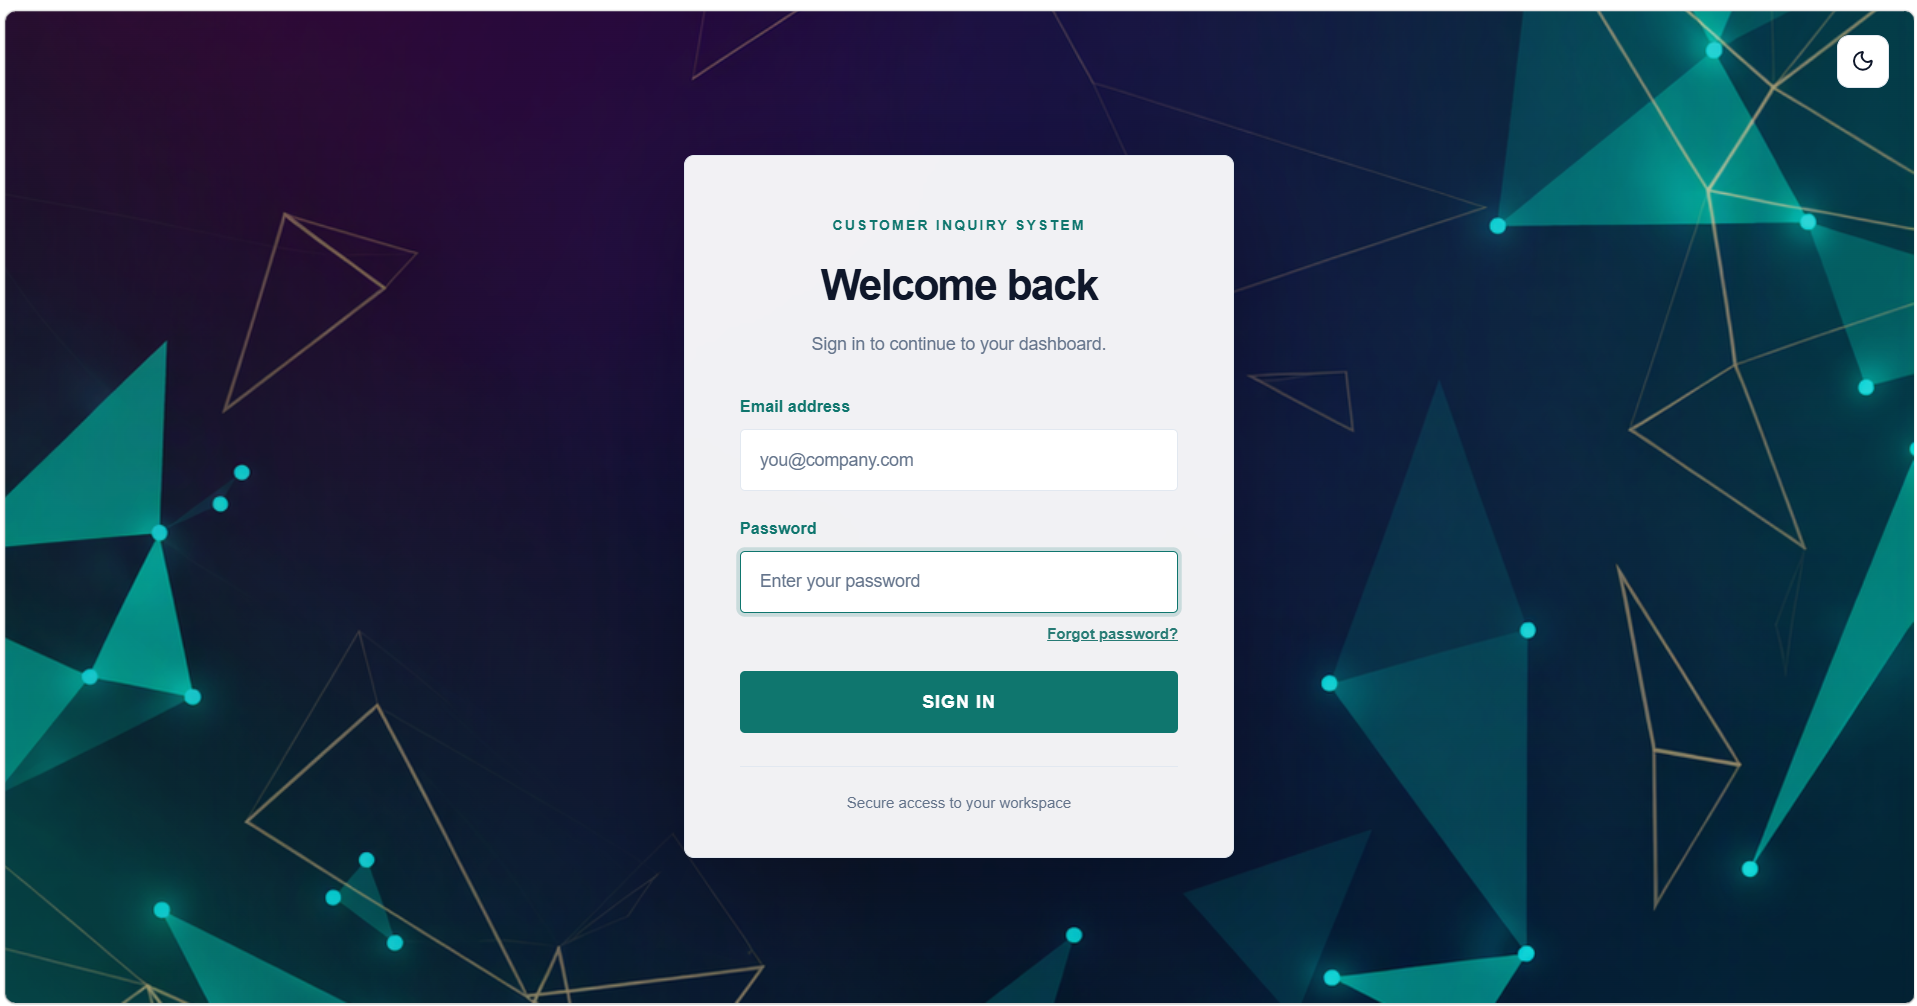 CUSTOMER INQUIRY SYSTEM
Welcome back
Sign in to continue to your dashboard.
Email address
you@company.com
Password
Enter your password
Forgot password?
SIGN IN
Secure access to your workspace